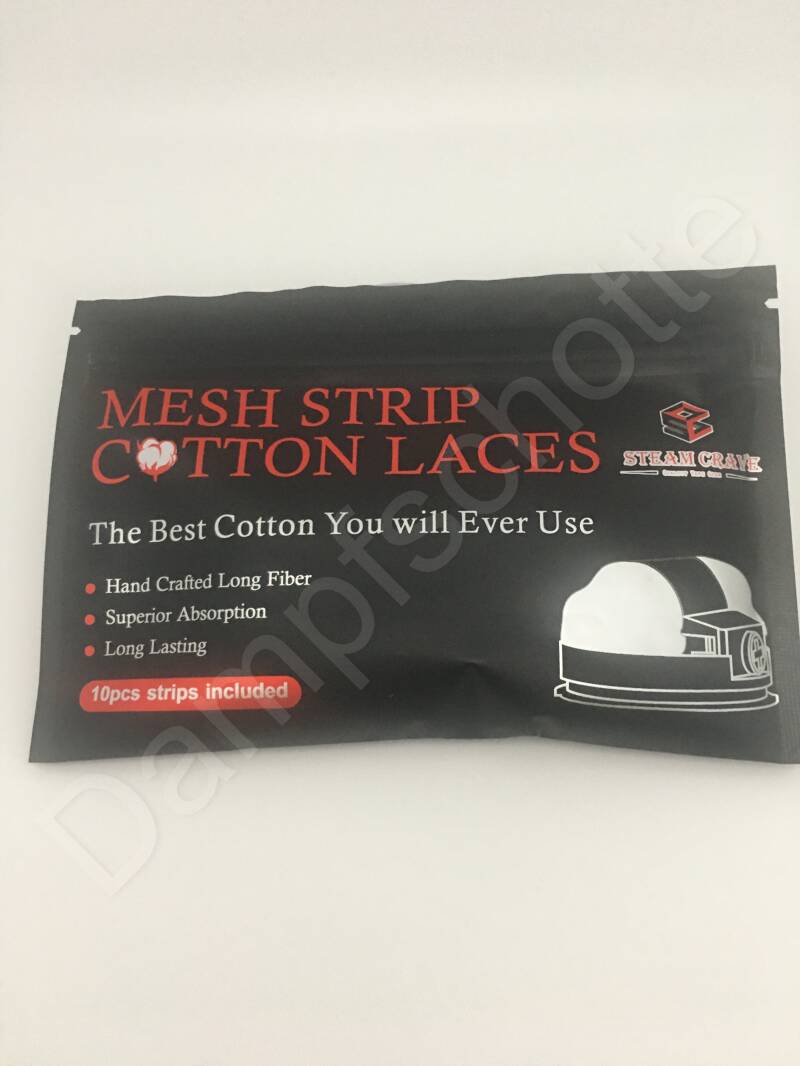 MESH STRIP
COTTON LACES
STEAM CRAVE
The Best Cotton You will Ever Use
Hand Crafted Long Fiber
Superior Absorption
Long Lasting
10pcs strips included
Dampfschotte